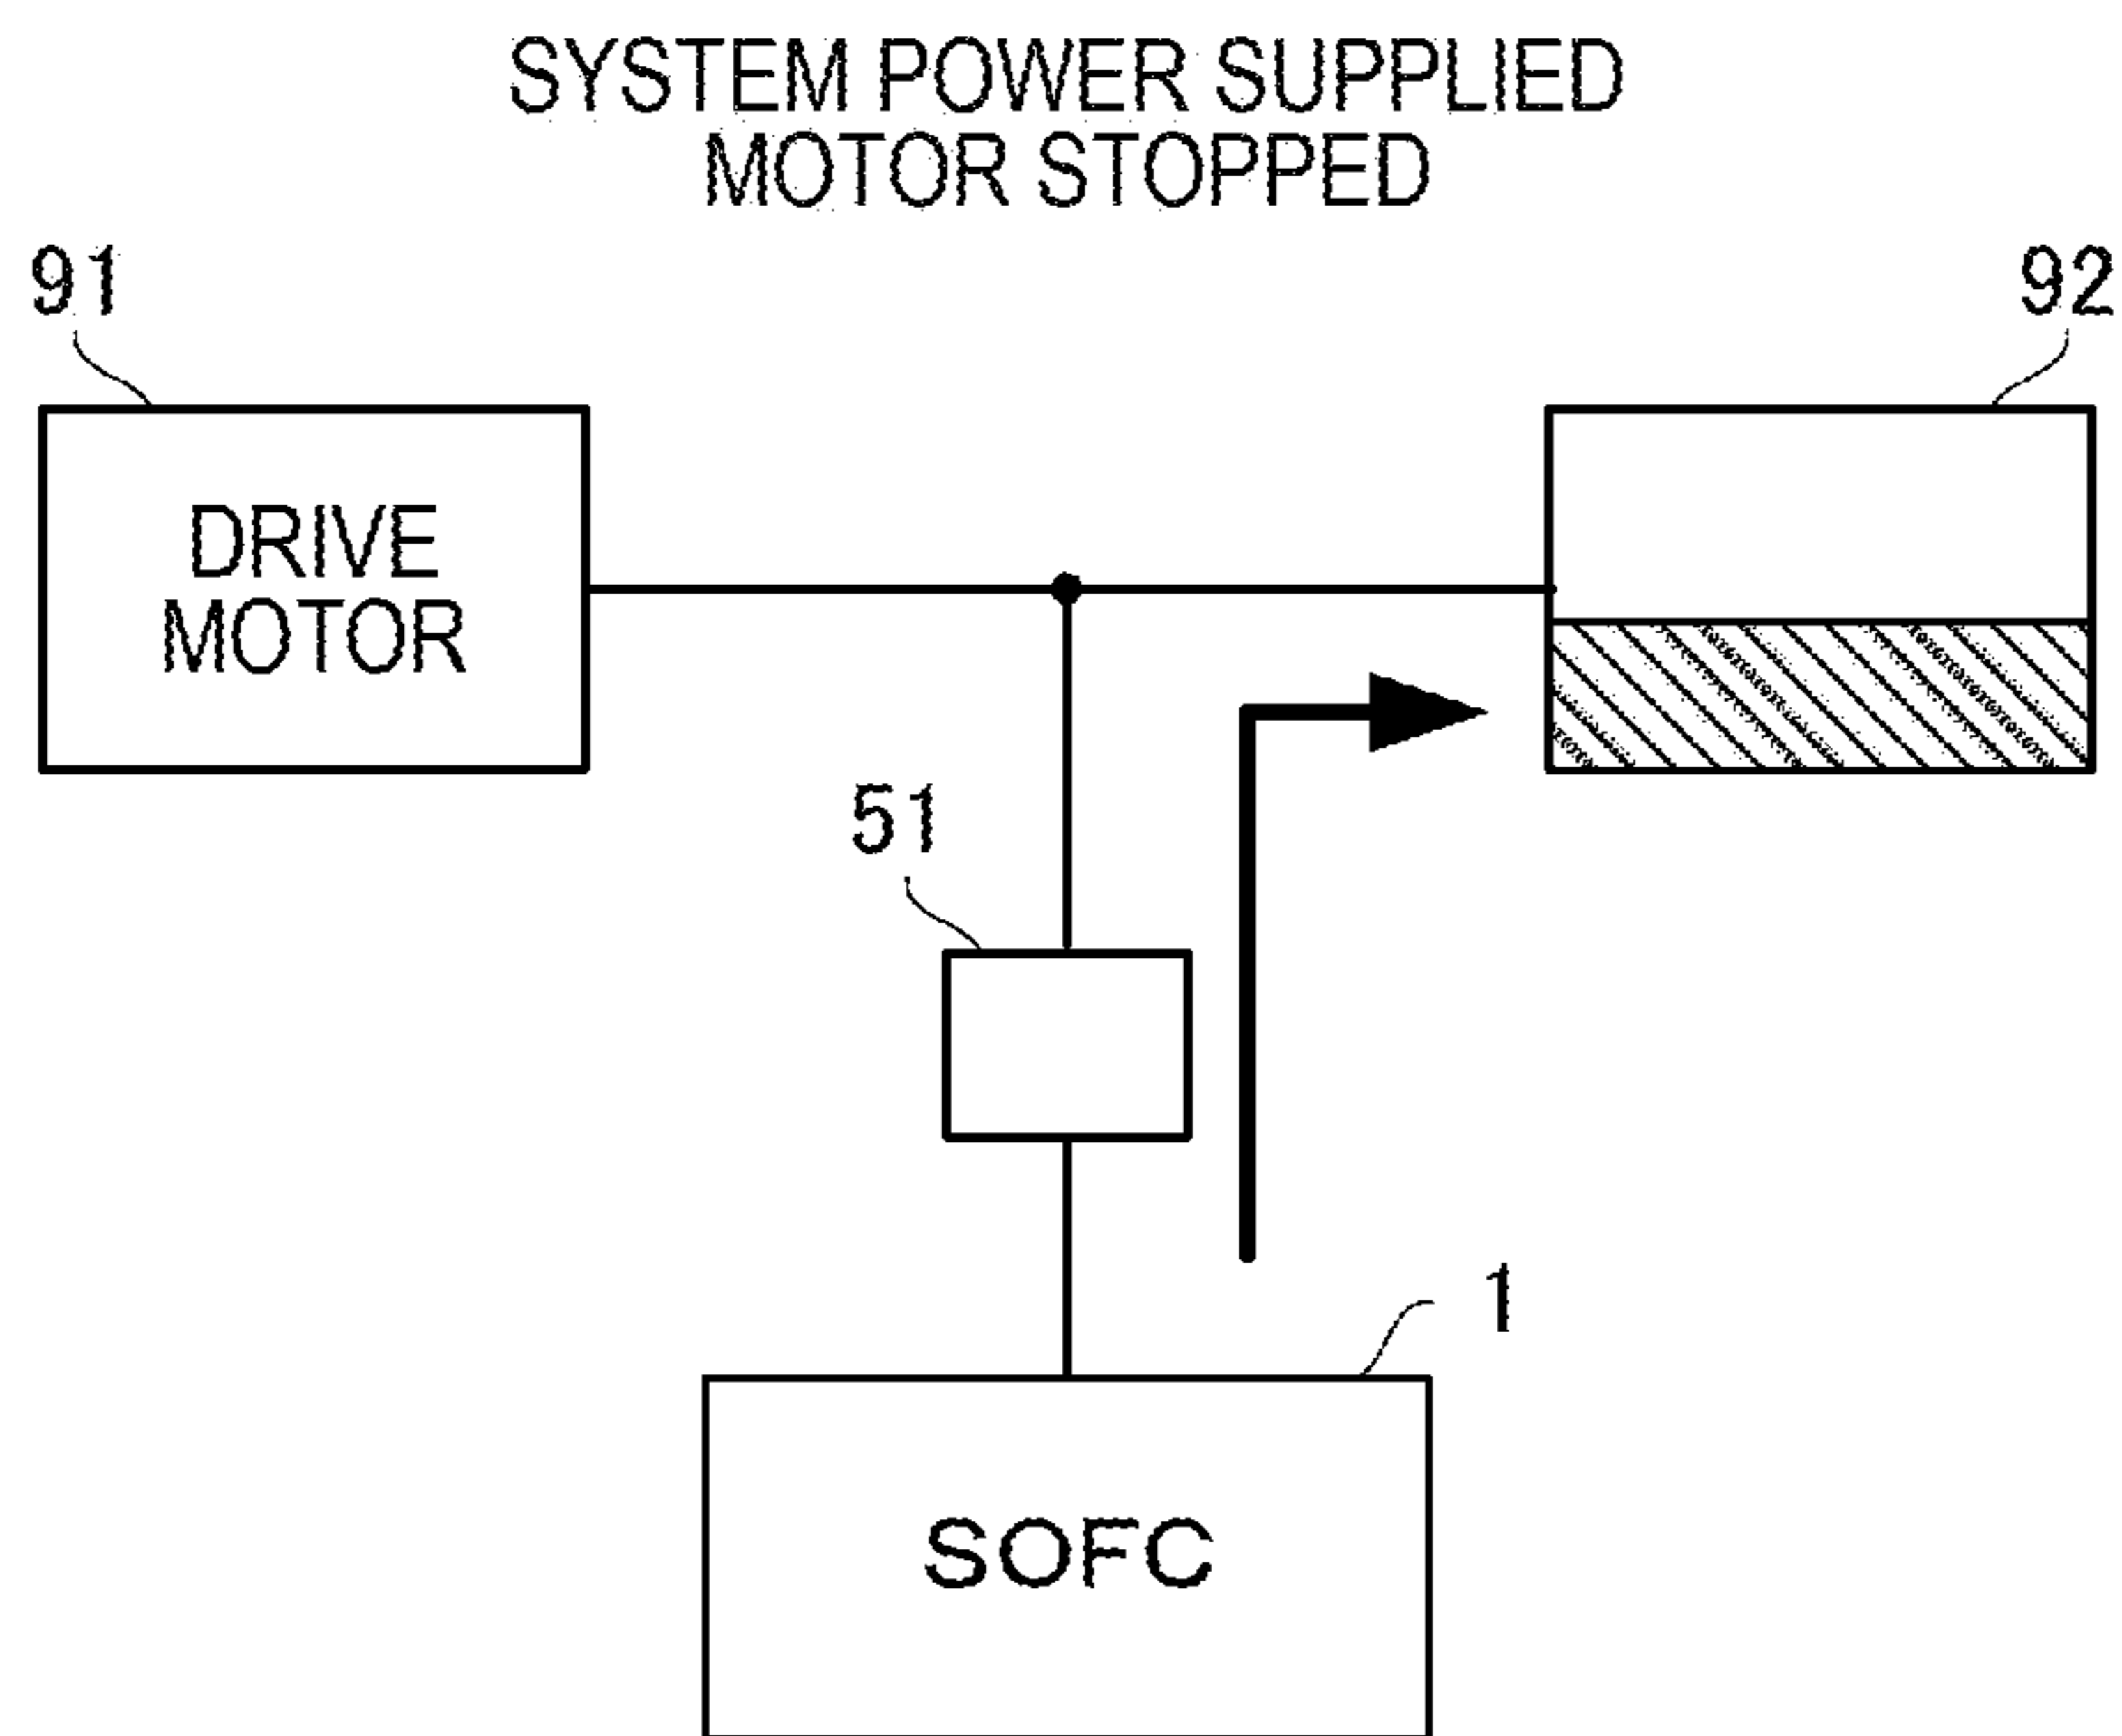 SYSTEM POWER SUPPLIED
MOTOR STOPPED
91
92
DRIVE
MOTOR
51
1
SOFC